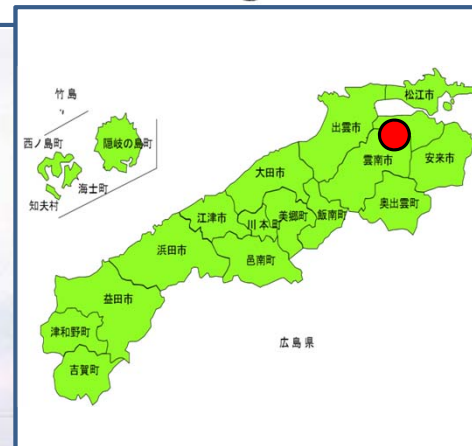 竹島
松江市
出雲市
西ノ島町
隠岐の島町
雲南市
安来市
大田市
海士町
知夫村
奥出雲町
江津市
川本町
美郷町
飯南町
浜田市
邑南町
益田市
津和野町
広島県
吉賀町